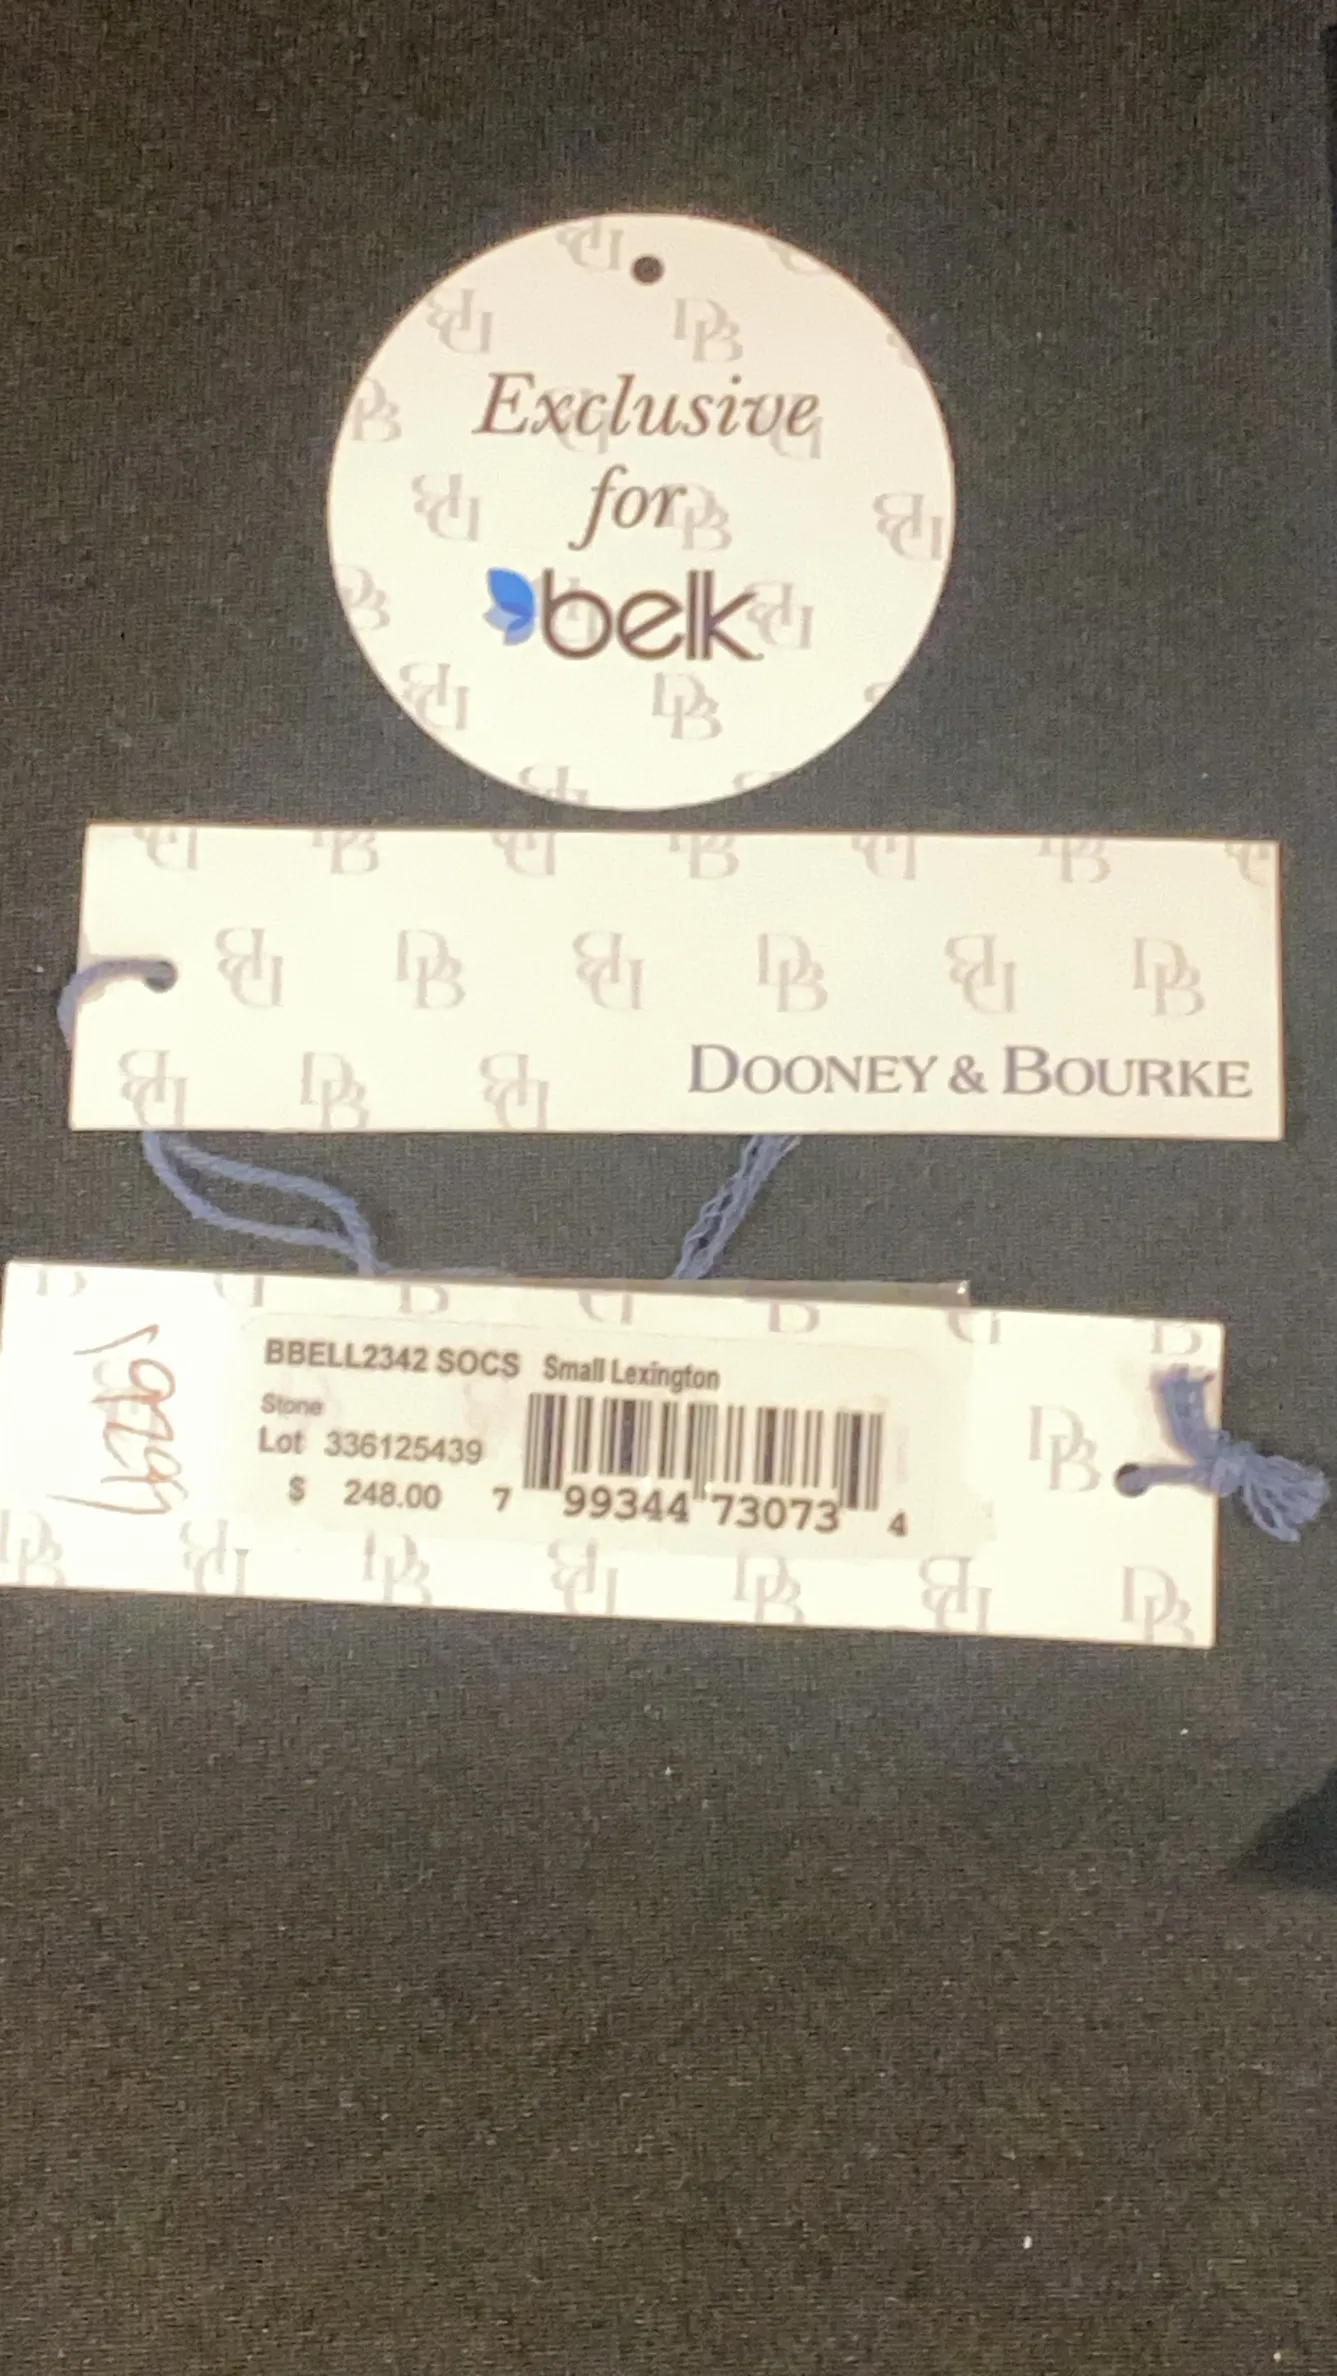 Exclusive
for
belk
DOONEY & BOURKE
BBELL2342 SOCS Small Lexington
Stone
Lot 336125439
$ 248.00
7 99344 73073 4